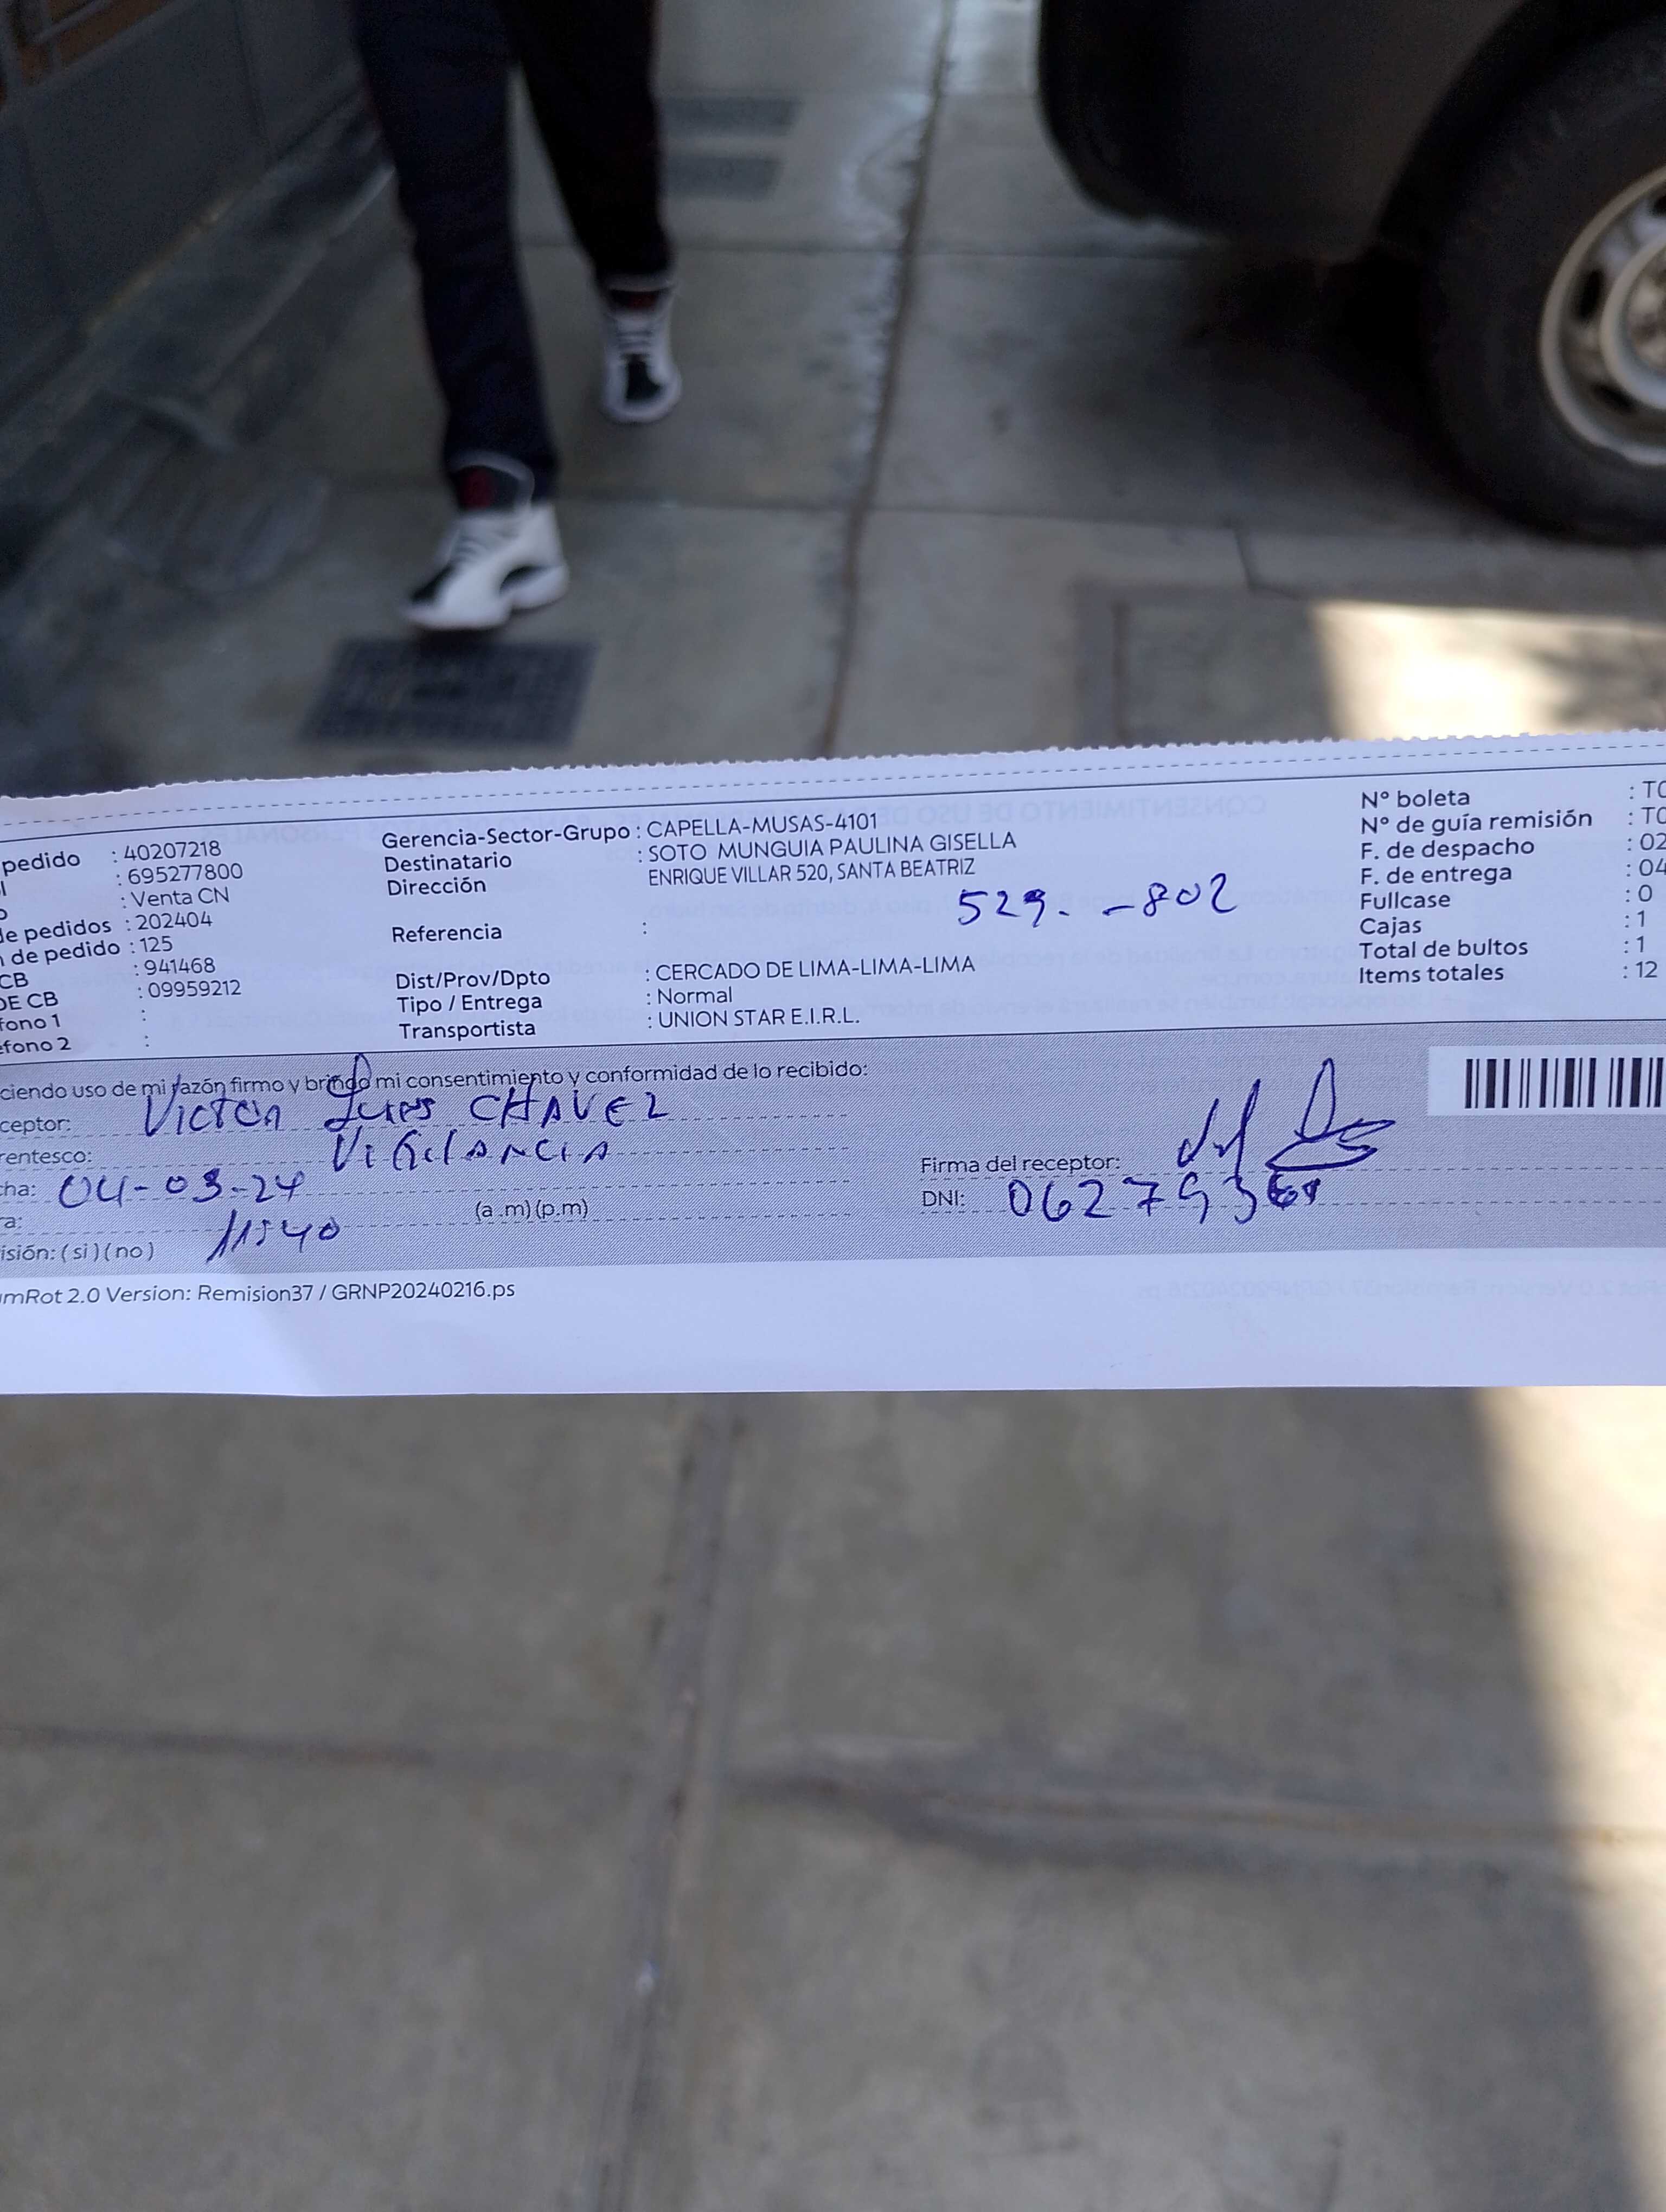 pedido : 40207218
: 695277800
: Venta CN
de pedidos : 202404
de pedido : 125
CB : 941468
DE CB : 09959212
fono 1 :
fono 2 :
Gerencia-Sector-Grupo : CAPELLA-MUSAS-4101
Destinatario : SOTO MUNGUIA PAULINA GISELLA
Dirección ENRIQUE VILLAR 520, SANTA BEATRIZ
529. - 802
Referencia :
Dist/Prov/Dpto : CERCADO DE LIMA-LIMA-LIMA
Tipo / Entrega : Normal
Transportista : UNION STAR E.I.R.L.
N° boleta : T0
N° de guía remisión : T0
F. de despacho : 02
F. de entrega : 04
Fullcase : 0
Cajas : 1
Total de bultos : 1
Items totales : 12
ciendo uso de mi razón firmo y brindo mi consentimiento y conformidad de lo recibido:
ceptor: VICTOR CHAVEZ
rentesco: VIGILANCIA
cha: 04-03-24
ra: 11:40 (a .m) (p.m)
isión: ( si ) ( no )
Firma del receptor:
DNI:
mRot 2.0 Version: Remision37 / GRNP20240216.ps